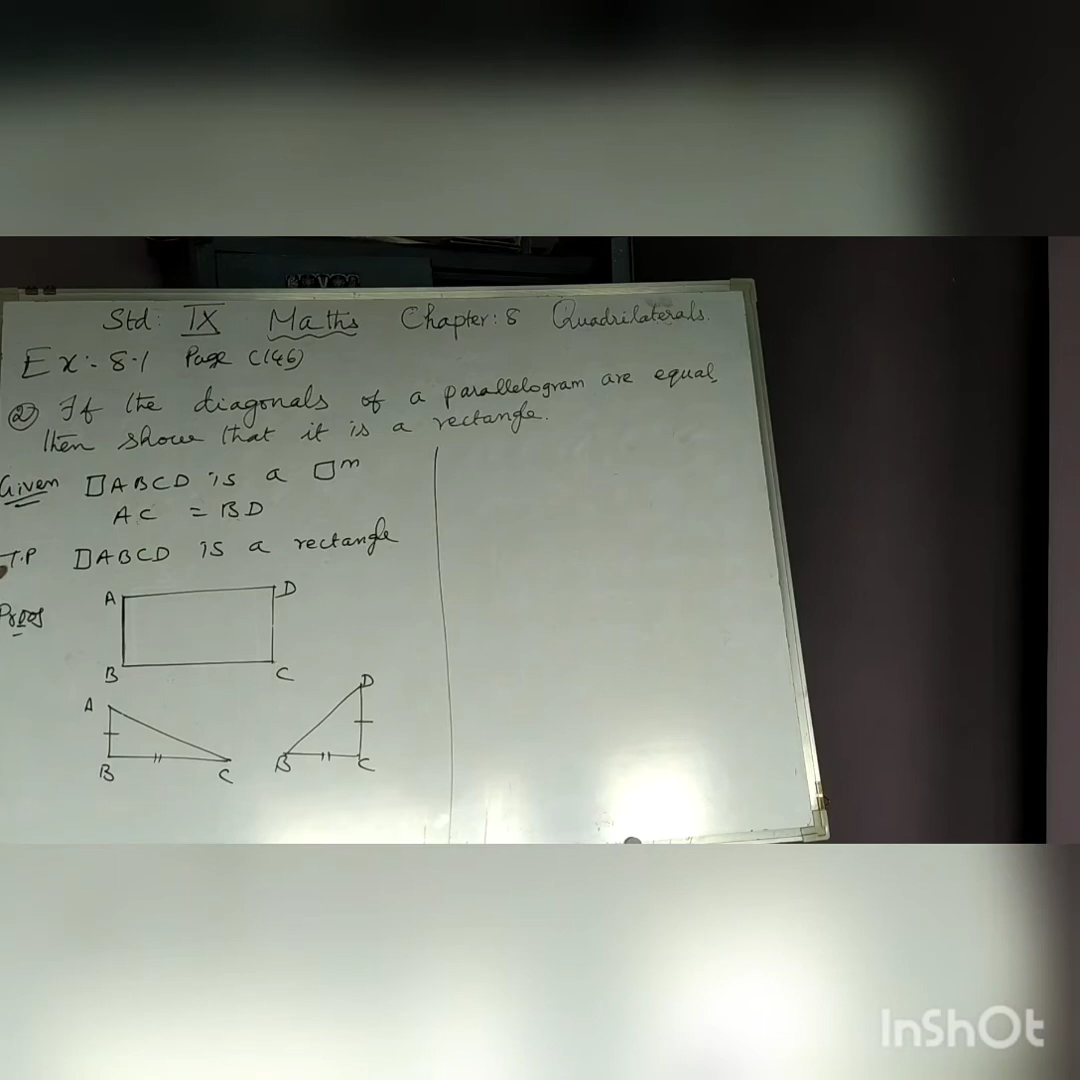 Std: IX Maths Chapter: 8 Quadrilaterals.
Ex:- 8.1 Page (146)
② If the diagonals of a parallelogram are equal,
then show that it is a rectangle.
Given □ABCD is a □m
AC = BD
T.P □ABCD is a rectangle
Proof
A D
B C
A D
B C B C
InShOt